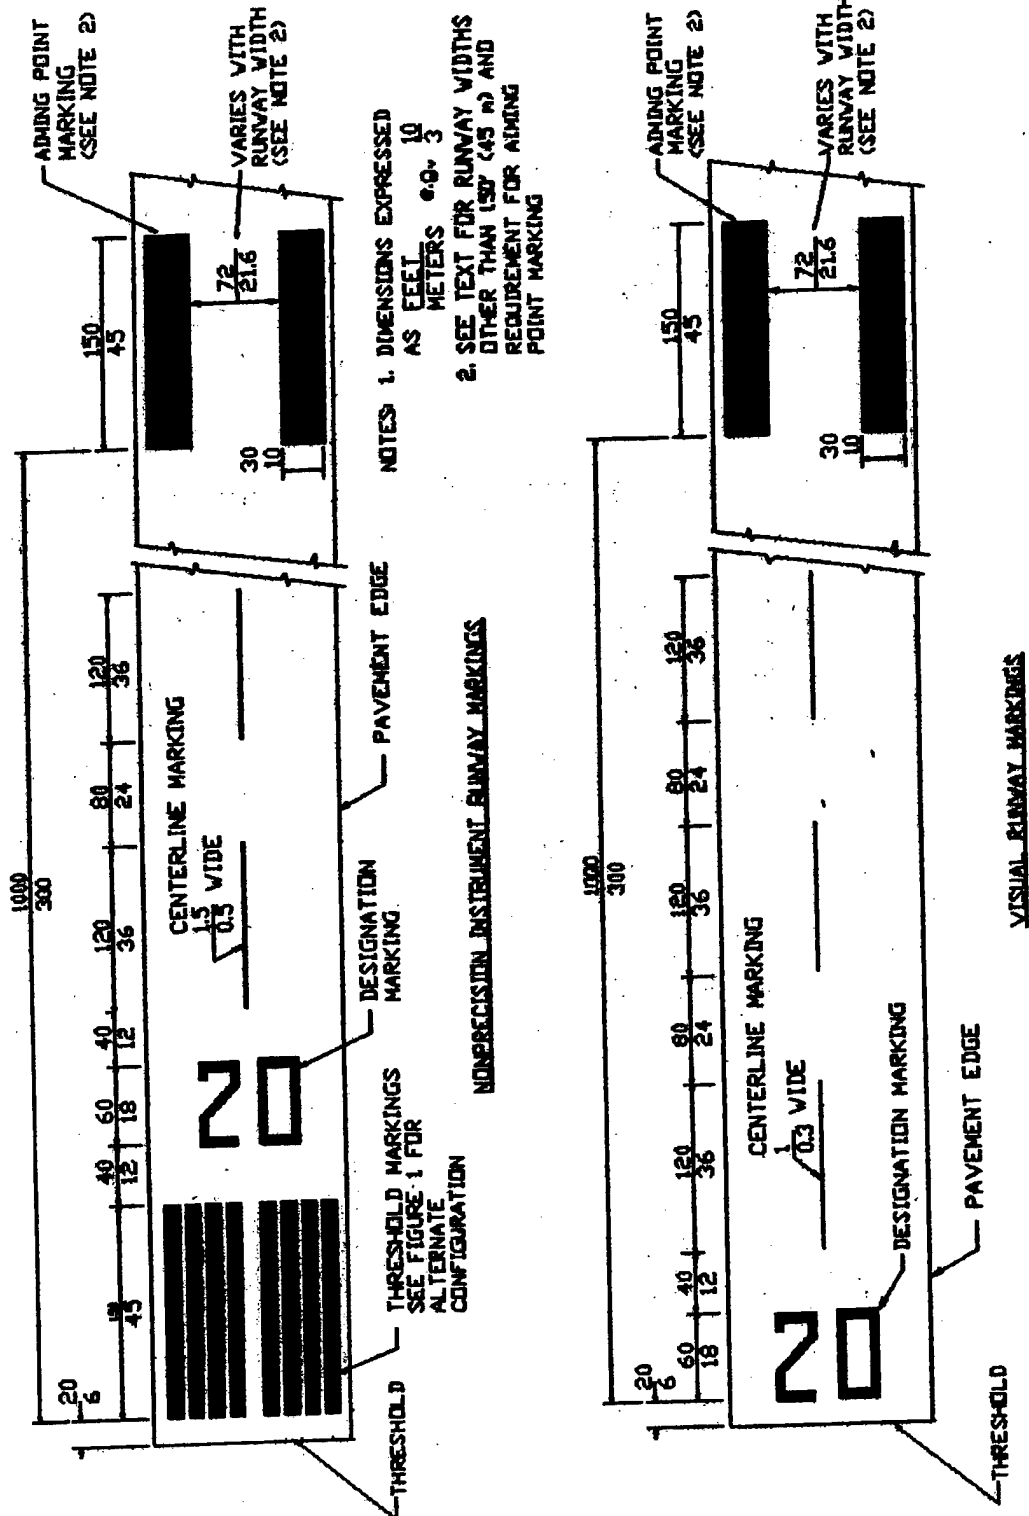 1000
300
20
6
45
40
12
60
18
40
12
120
36
80
24
120
36
150
45
AIMING POINT
MARKING
(SEE NOTE 2)
CENTERLINE MARKING
1.5
0.5 WIDE
20
30
10
72
21.6
VARIES WITH
RUNWAY WIDTH
(SEE NOTE 2)
THRESHOLD
THRESHOLD MARKINGS
SEE FIGURE 1 FOR
ALTERNATE
CONFIGURATION
DESIGNATION
MARKING
PAVEMENT EDGE
NOTES: 1. DIMENSIONS EXPRESSED
AS FEET e.g. 10
METERS 3
2. SEE TEXT FOR RUNWAY WIDTHS
OTHER THAN 150' (45 m) AND
REQUIREMENT FOR AIMING
POINT MARKING
NONPRECISION INSTRUMENT RUNWAY MARKINGS
1000
300
20
6
60
18
40
12
120
36
80
24
120
36
80
24
120
36
150
45
AIMING POINT
MARKING
(SEE NOTE 2)
CENTERLINE MARKING
1
0.3 WIDE
20
30
10
72
21.6
VARIES WITH
RUNWAY WIDTH
(SEE NOTE 2)
THRESHOLD
DESIGNATION MARKING
PAVEMENT EDGE
VISUAL RUNWAY MARKINGS